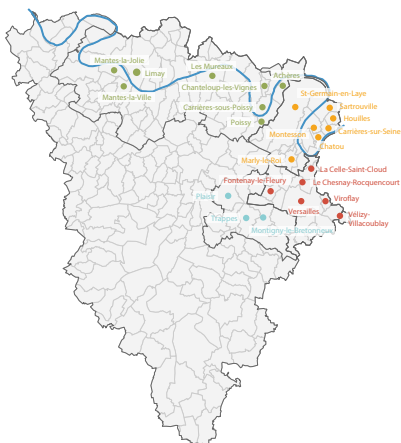 Mantes-la-Jolie
Limay
Les Mureaux
Achères
Mantes-la-Ville
Chanteloup-les-Vignes
St-Germain-en-Laye
Carrières-sous-Poissy
Sartrouville
Poissy
Houilles
Montesson
Carrières-sur-Seine
Chatou
Marly-le-Roi
La Celle-Saint-Cloud
Fontenay-le-Fleury
Le Chesnay-Rocquencourt
Plaisir
Viroflay
Versailles
Trappes
Vélizy-
Villacoublay
Montigny-le-Bretonneux